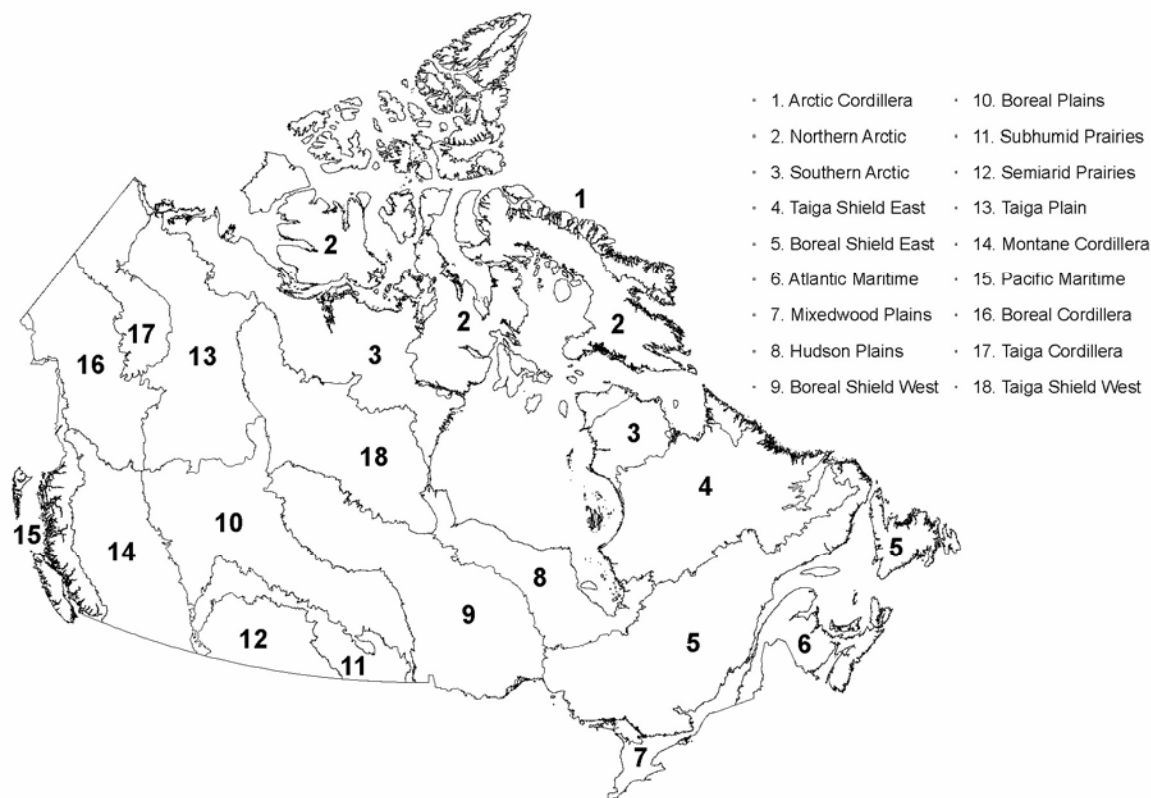 1. Arctic Cordillera
2. Northern Arctic
3. Southern Arctic
4. Taiga Shield East
5. Boreal Shield East
6. Atlantic Maritime
7. Mixedwood Plains
8. Hudson Plains
9. Boreal Shield West
10. Boreal Plains
11. Subhumid Prairies
12. Semiarid Prairies
13. Taiga Plain
14. Montane Cordillera
15. Pacific Maritime
16. Boreal Cordillera
17. Taiga Cordillera
18. Taiga Shield West
1
2
2
2
17
16
13
3
3
18
4
10
15
14
5
8
9
12
11
5
6
7